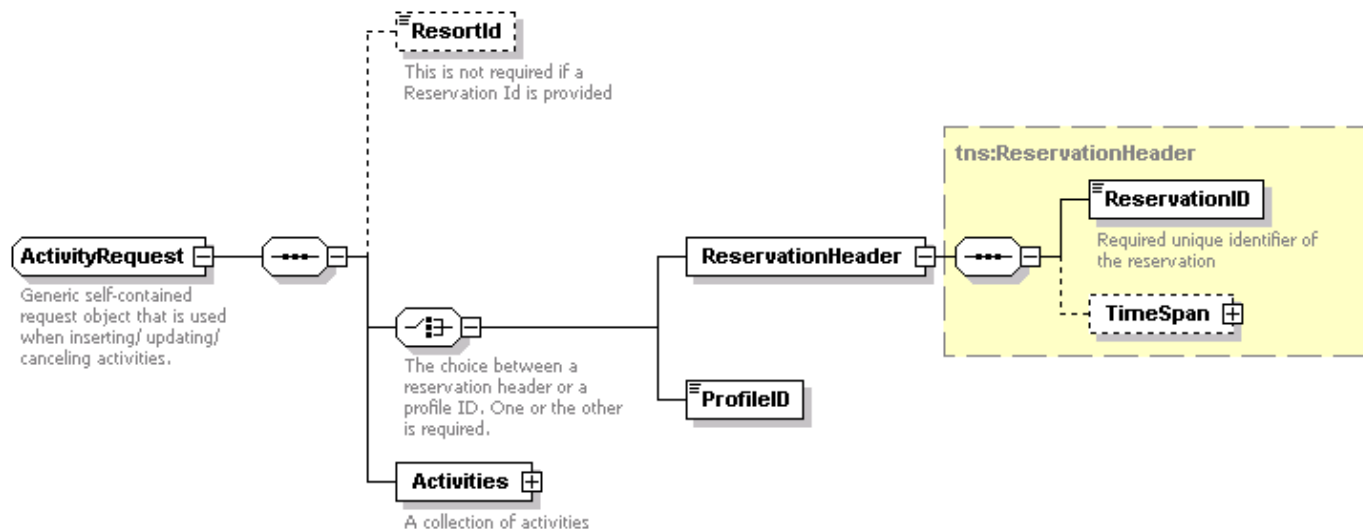 ResortId
This is not required if a
Reservation Id is provided
tns:ReservationHeader
ReservationID
Required unique identifier of
the reservation
TimeSpan
ActivityRequest
Generic self-contained
request object that is used
when inserting/ updating/
canceling activities.
ReservationHeader
The choice between a
reservation header or a
profile ID. One or the other
is required.
ProfileID
Activities
A collection of activities